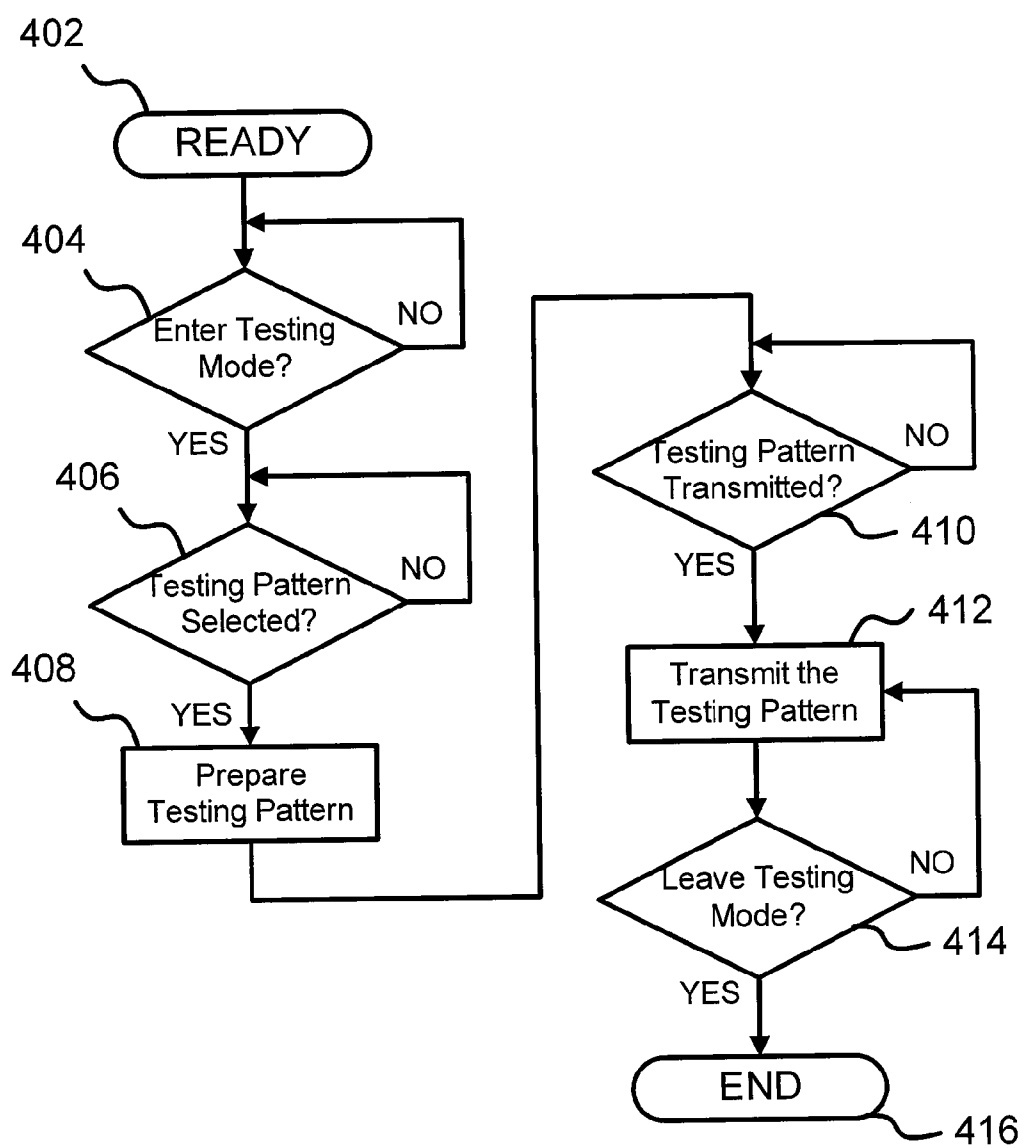 402
READY
404
Enter Testing
Mode?
NO
YES
406
Testing Pattern
Selected?
NO
YES
408
Prepare
Testing Pattern
Testing Pattern
Transmitted?
NO
410
YES
412
Transmit the
Testing Pattern
Leave Testing
Mode?
NO
414
YES
END
416